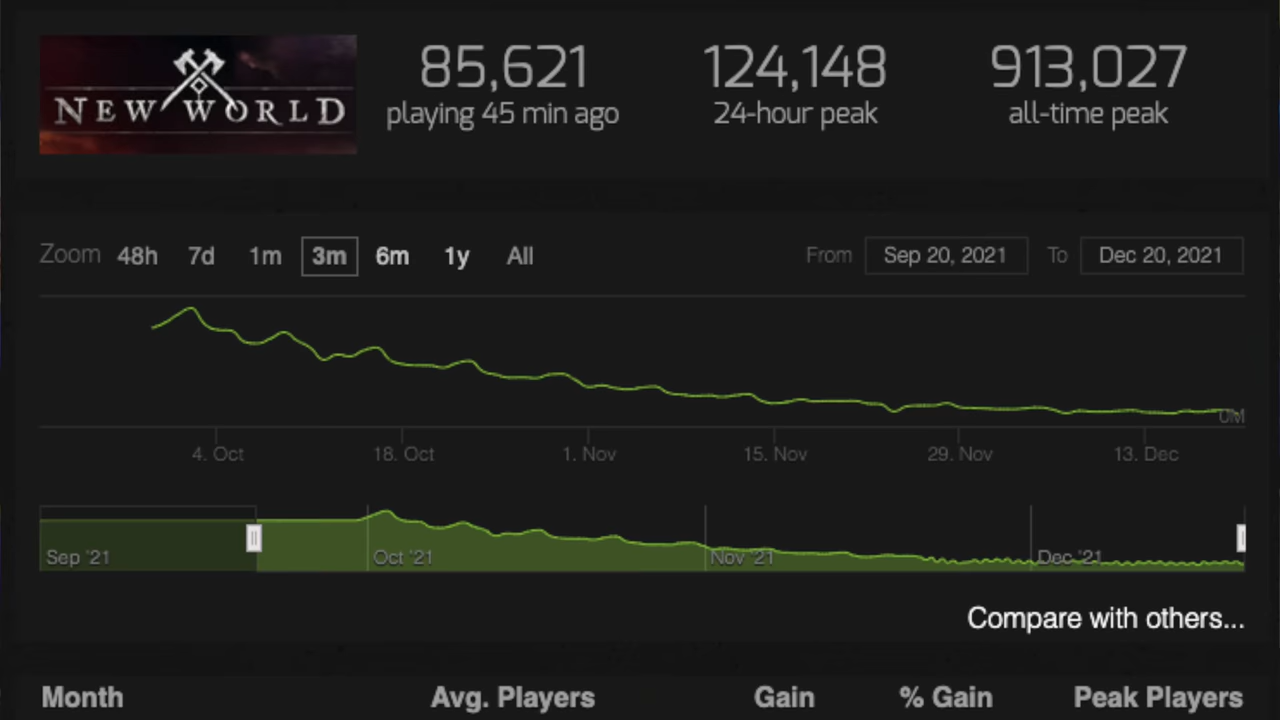 NEW WORLD
85,621
playing 45 min ago
124,148
24-hour peak
913,027
all-time peak
Zoom 48h 7d 1m 3m 6m 1y All
From Sep 20, 2021 To Dec 20, 2021
0M
4. Oct 18. Oct 1. Nov 15. Nov 29. Nov 13. Dec
Sep '21 Oct '21 Nov '21 Dec '21
Compare with others...
Month Avg. Players Gain % Gain Peak Players